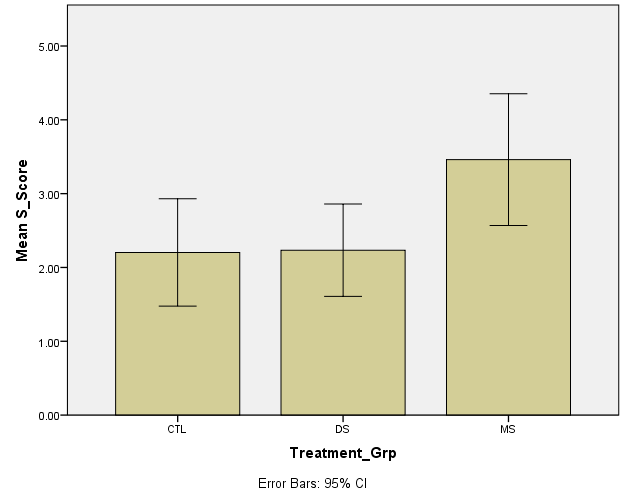 Mean S_Score
5.00
4.00
3.00
2.00
1.00
0.00
CTL DS MS
Treatment_Grp
Error Bars: 95% CI